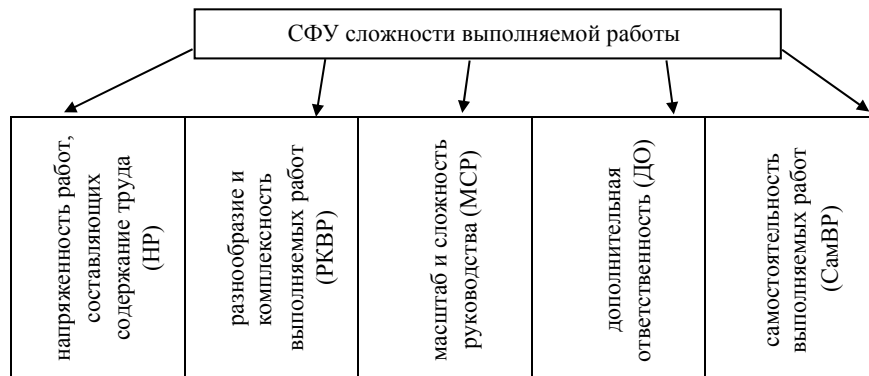 СФУ сложности выполняемой работы
напряженность работ,
составляющих
содержание труда
(НР)
разнообразие и
комплексность
выполняемых работ
(РКВР)
масштаб и сложность
руководства (МСР)
дополнительная
ответственность (ДО)
самостоятельность
выполняемых работ
(СамВР)